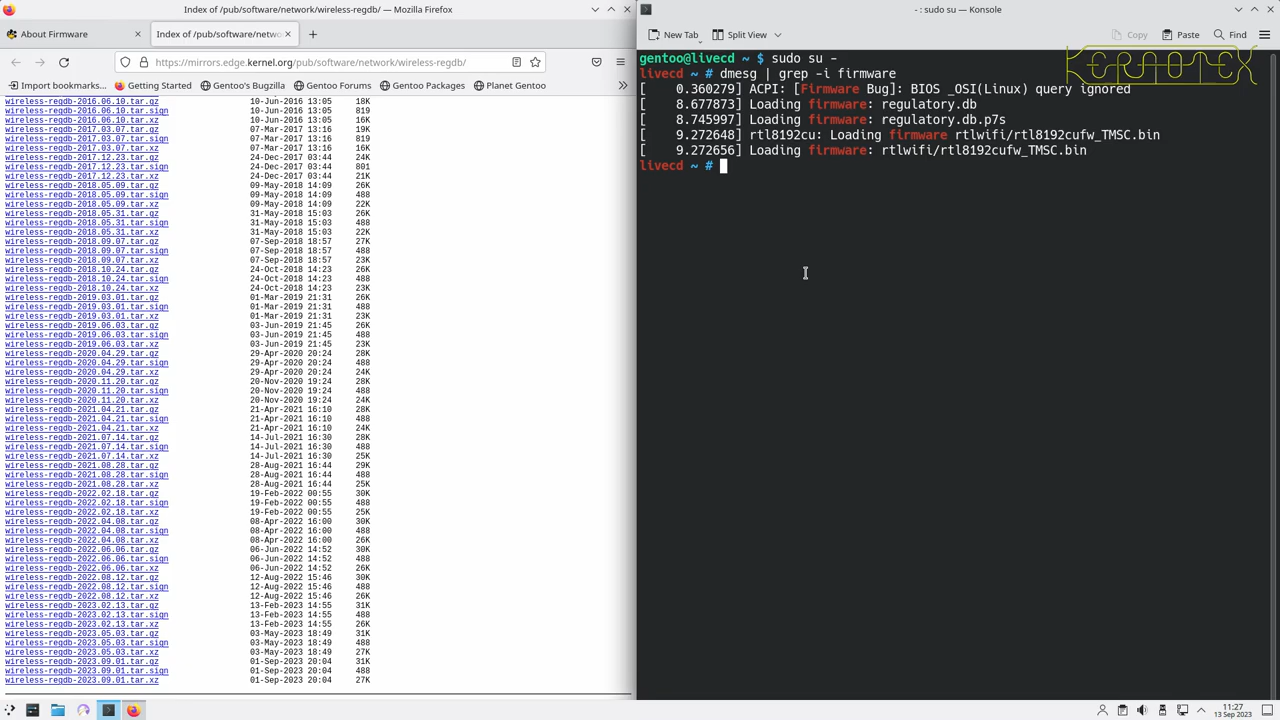 Index of /pub/software/network/wireless-regdb/ — Mozilla Firefox
About Firmware
Index of /pub/software/netwo
https://mirrors.edge.kernel.org/pub/software/network/wireless-regdb/
Import bookmarks... Getting Started Gentoo's Bugzilla Gentoo Forums Gentoo Packages Planet Gentoo
wireless-regdb-2016.06.10.tar.gz 10-Jun-2016 13:05 18K
wireless-regdb-2016.06.10.tar.sign 10-Jun-2016 13:05 819
wireless-regdb-2016.06.10.tar.xz 10-Jun-2016 13:05 16K
wireless-regdb-2017.03.07.tar.gz 07-Mar-2017 13:16 19K
wireless-regdb-2017.03.07.tar.sign 07-Mar-2017 13:16 819
wireless-regdb-2017.03.07.tar.xz 07-Mar-2017 13:16 16K
wireless-regdb-2017.12.23.tar.gz 24-Dec-2017 03:44 24K
wireless-regdb-2017.12.23.tar.sign 24-Dec-2017 03:44 801
wireless-regdb-2017.12.23.tar.xz 24-Dec-2017 03:44 21K
wireless-regdb-2018.05.09.tar.gz 09-May-2018 14:09 26K
wireless-regdb-2018.05.09.tar.sign 09-May-2018 14:09 488
wireless-regdb-2018.05.09.tar.xz 09-May-2018 14:09 22K
wireless-regdb-2018.05.31.tar.gz 31-May-2018 15:03 26K
wireless-regdb-2018.05.31.tar.sign 31-May-2018 15:03 488
wireless-regdb-2018.05.31.tar.xz 31-May-2018 15:03 22K
wireless-regdb-2018.09.07.tar.gz 07-Sep-2018 18:57 27K
wireless-regdb-2018.09.07.tar.sign 07-Sep-2018 18:57 488
wireless-regdb-2018.09.07.tar.xz 07-Sep-2018 18:57 23K
wireless-regdb-2018.10.24.tar.gz 24-Oct-2018 14:23 26K
wireless-regdb-2018.10.24.tar.sign 24-Oct-2018 14:23 488
wireless-regdb-2018.10.24.tar.xz 24-Oct-2018 14:23 23K
wireless-regdb-2019.03.01.tar.gz 01-Mar-2019 21:31 26K
wireless-regdb-2019.03.01.tar.sign 01-Mar-2019 21:31 488
wireless-regdb-2019.03.01.tar.xz 01-Mar-2019 21:31 23K
wireless-regdb-2019.06.03.tar.gz 03-Jun-2019 21:45 26K
wireless-regdb-2019.06.03.tar.sign 03-Jun-2019 21:45 488
wireless-regdb-2019.06.03.tar.xz 03-Jun-2019 21:45 23K
wireless-regdb-2020.04.29.tar.gz 29-Apr-2020 20:24 28K
wireless-regdb-2020.04.29.tar.sign 29-Apr-2020 20:24 488
wireless-regdb-2020.04.29.tar.xz 29-Apr-2020 20:24 24K
wireless-regdb-2020.11.20.tar.gz 20-Nov-2020 19:24 28K
wireless-regdb-2020.11.20.tar.sign 20-Nov-2020 19:24 488
wireless-regdb-2020.11.20.tar.xz 20-Nov-2020 19:24 24K
wireless-regdb-2021.04.21.tar.gz 21-Apr-2021 16:10 28K
wireless-regdb-2021.04.21.tar.sign 21-Apr-2021 16:10 488
wireless-regdb-2021.04.21.tar.xz 21-Apr-2021 16:10 24K
wireless-regdb-2021.07.14.tar.gz 14-Jul-2021 16:30 28K
wireless-regdb-2021.07.14.tar.sign 14-Jul-2021 16:30 488
wireless-regdb-2021.07.14.tar.xz 14-Jul-2021 16:30 25K
wireless-regdb-2021.08.28.tar.gz 28-Aug-2021 16:44 29K
wireless-regdb-2021.08.28.tar.sign 28-Aug-2021 16:44 488
wireless-regdb-2021.08.28.tar.xz 28-Aug-2021 16:44 25K
wireless-regdb-2022.02.18.tar.gz 19-Feb-2022 00:55 30K
wireless-regdb-2022.02.18.tar.sign 19-Feb-2022 00:55 488
wireless-regdb-2022.02.18.tar.xz 19-Feb-2022 00:55 25K
wireless-regdb-2022.04.08.tar.gz 08-Apr-2022 16:00 30K
wireless-regdb-2022.04.08.tar.sign 08-Apr-2022 16:00 488
wireless-regdb-2022.04.08.tar.xz 08-Apr-2022 16:00 26K
wireless-regdb-2022.06.06.tar.gz 06-Jun-2022 14:52 30K
wireless-regdb-2022.06.06.tar.sign 06-Jun-2022 14:52 488
wireless-regdb-2022.06.06.tar.xz 06-Jun-2022 14:52 26K
wireless-regdb-2022.08.12.tar.gz 12-Aug-2022 15:46 30K
wireless-regdb-2022.08.12.tar.sign 12-Aug-2022 15:46 488
wireless-regdb-2022.08.12.tar.xz 12-Aug-2022 15:46 26K
wireless-regdb-2023.02.13.tar.gz 13-Feb-2023 14:55 31K
wireless-regdb-2023.02.13.tar.sign 13-Feb-2023 14:55 488
wireless-regdb-2023.02.13.tar.xz 13-Feb-2023 14:55 26K
wireless-regdb-2023.05.03.tar.gz 03-May-2023 18:49 31K
wireless-regdb-2023.05.03.tar.sign 03-May-2023 18:49 488
wireless-regdb-2023.05.03.tar.xz 03-May-2023 18:49 27K
wireless-regdb-2023.09.01.tar.gz 01-Sep-2023 20:04 31K
wireless-regdb-2023.09.01.tar.sign 01-Sep-2023 20:04 488
wireless-regdb-2023.09.01.tar.xz 01-Sep-2023 20:04 27K
- : sudo su — Konsole
New Tab Split View Copy Paste Find
KERNOTEX
gentoo@livecd ~ $ sudo su -
livecd ~ # dmesg | grep -i firmware
[    0.360279] ACPI: [Firmware Bug]: BIOS _OSI(Linux) query ignored
[    8.677873] Loading firmware: regulatory.db
[    8.745997] Loading firmware: regulatory.db.p7s
[    9.272648] rtl8192cu: Loading firmware rtlwifi/rtl8192cufw_TMSC.bin
[    9.272656] Loading firmware: rtlwifi/rtl8192cufw_TMSC.bin
livecd ~ #
11:27
13 Sep 2023